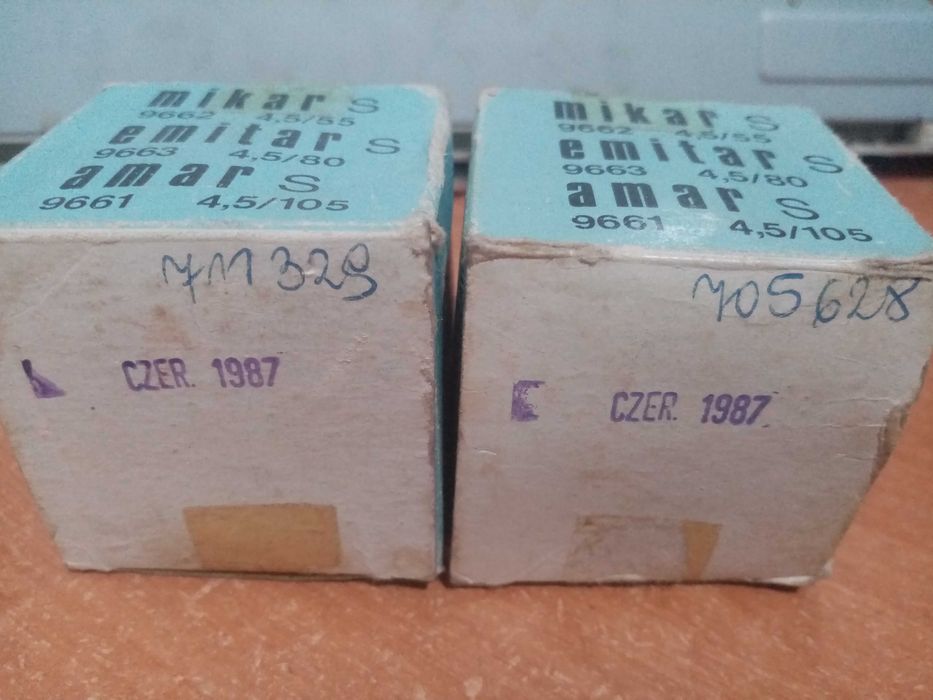 mikar S
9662 4,5/55
emitar S
9663 4,5/80
amar S
9661 4,5/105
711329
CZER. 1987
mikar S
9662 4,5/55
emitar S
9663 4,5/80
amar S
9661 4,5/105
705628
CZER. 1987